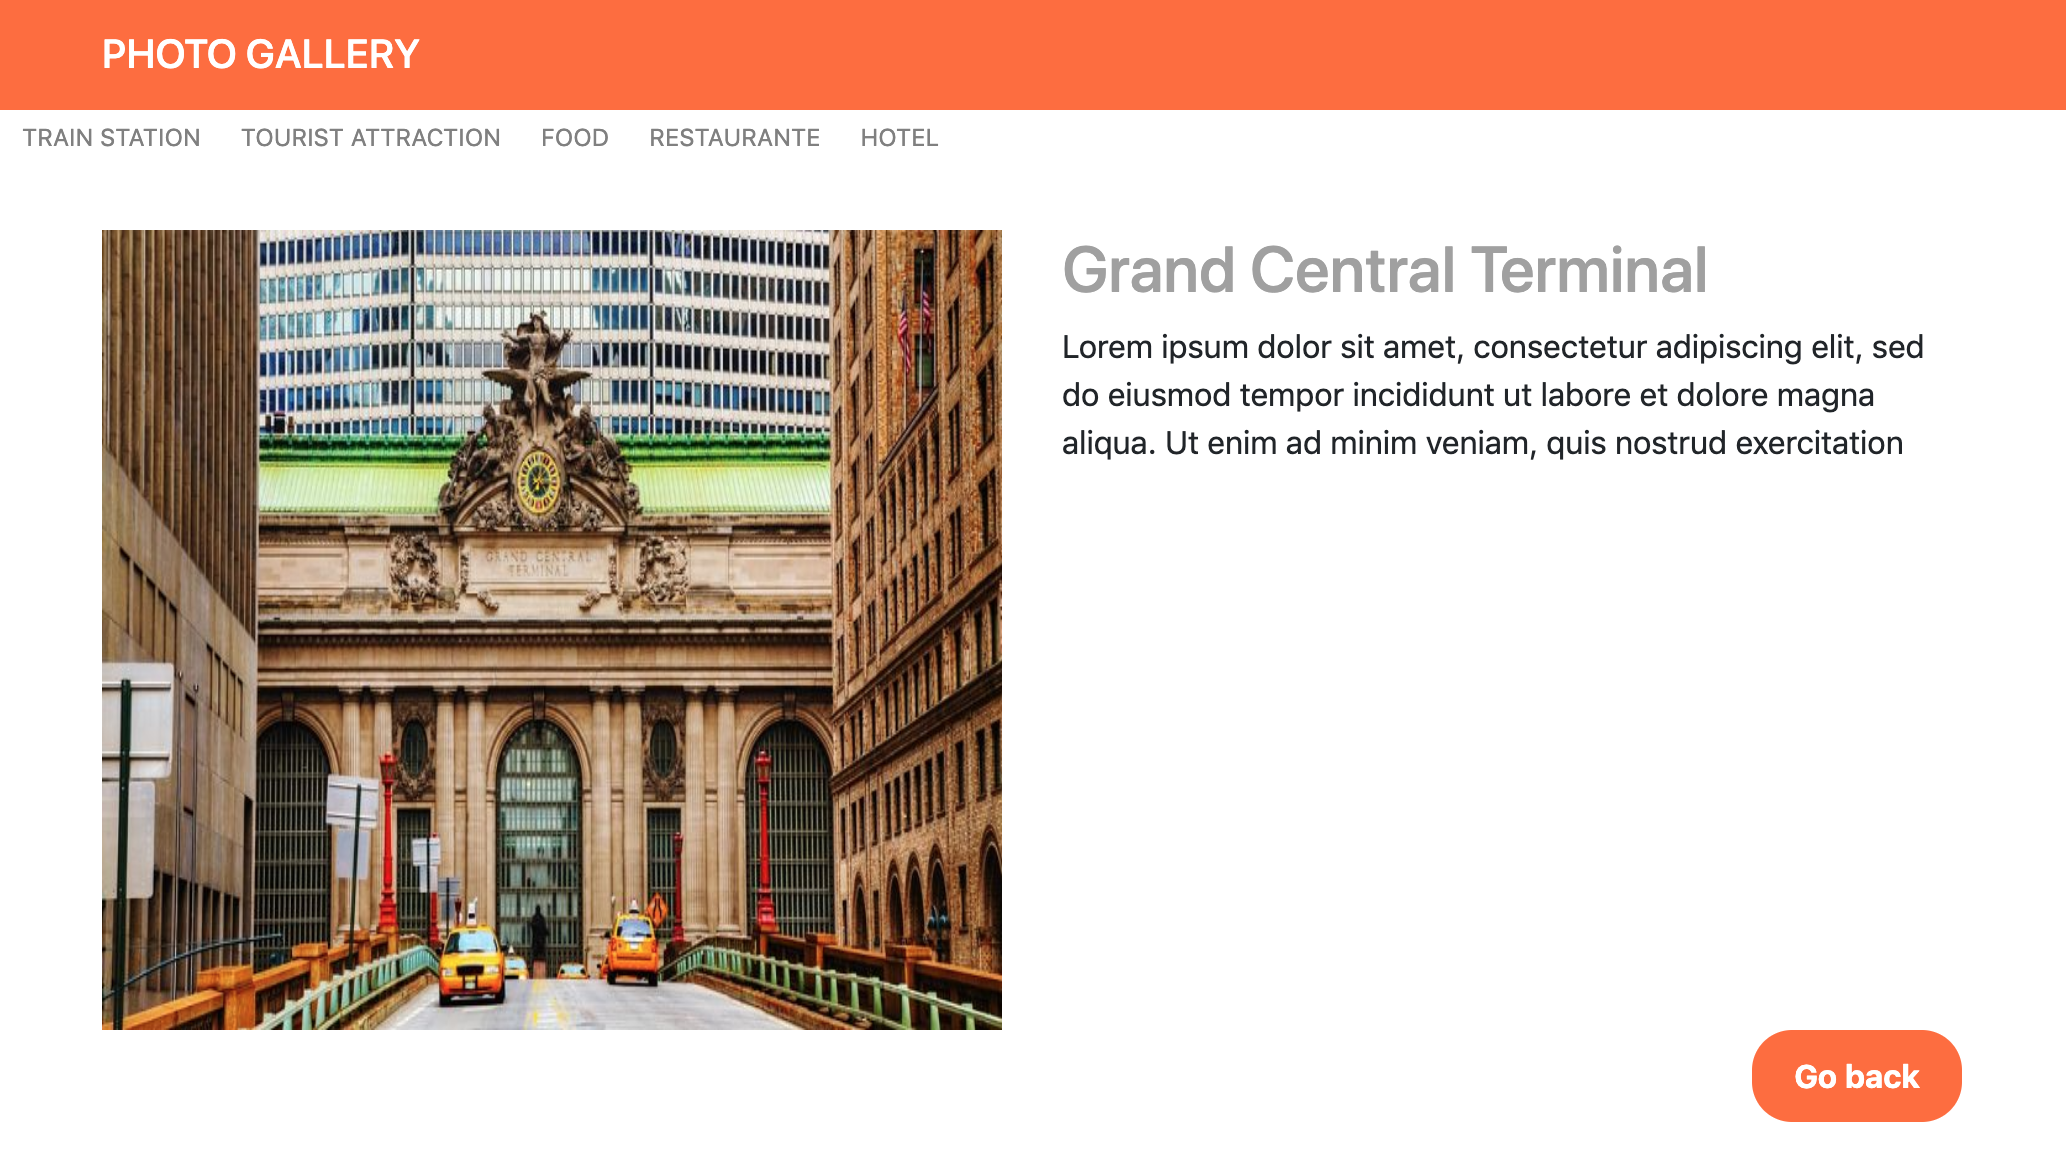 PHOTO GALLERY
TRAIN STATION TOURIST ATTRACTION FOOD RESTAURANTE HOTEL
GRAND CENTRAL
TERMINAL
Grand Central Terminal
Lorem ipsum dolor sit amet, consectetur adipiscing elit, sed
do eiusmod tempor incididunt ut labore et dolore magna
aliqua. Ut enim ad minim veniam, quis nostrud exercitation
Go back